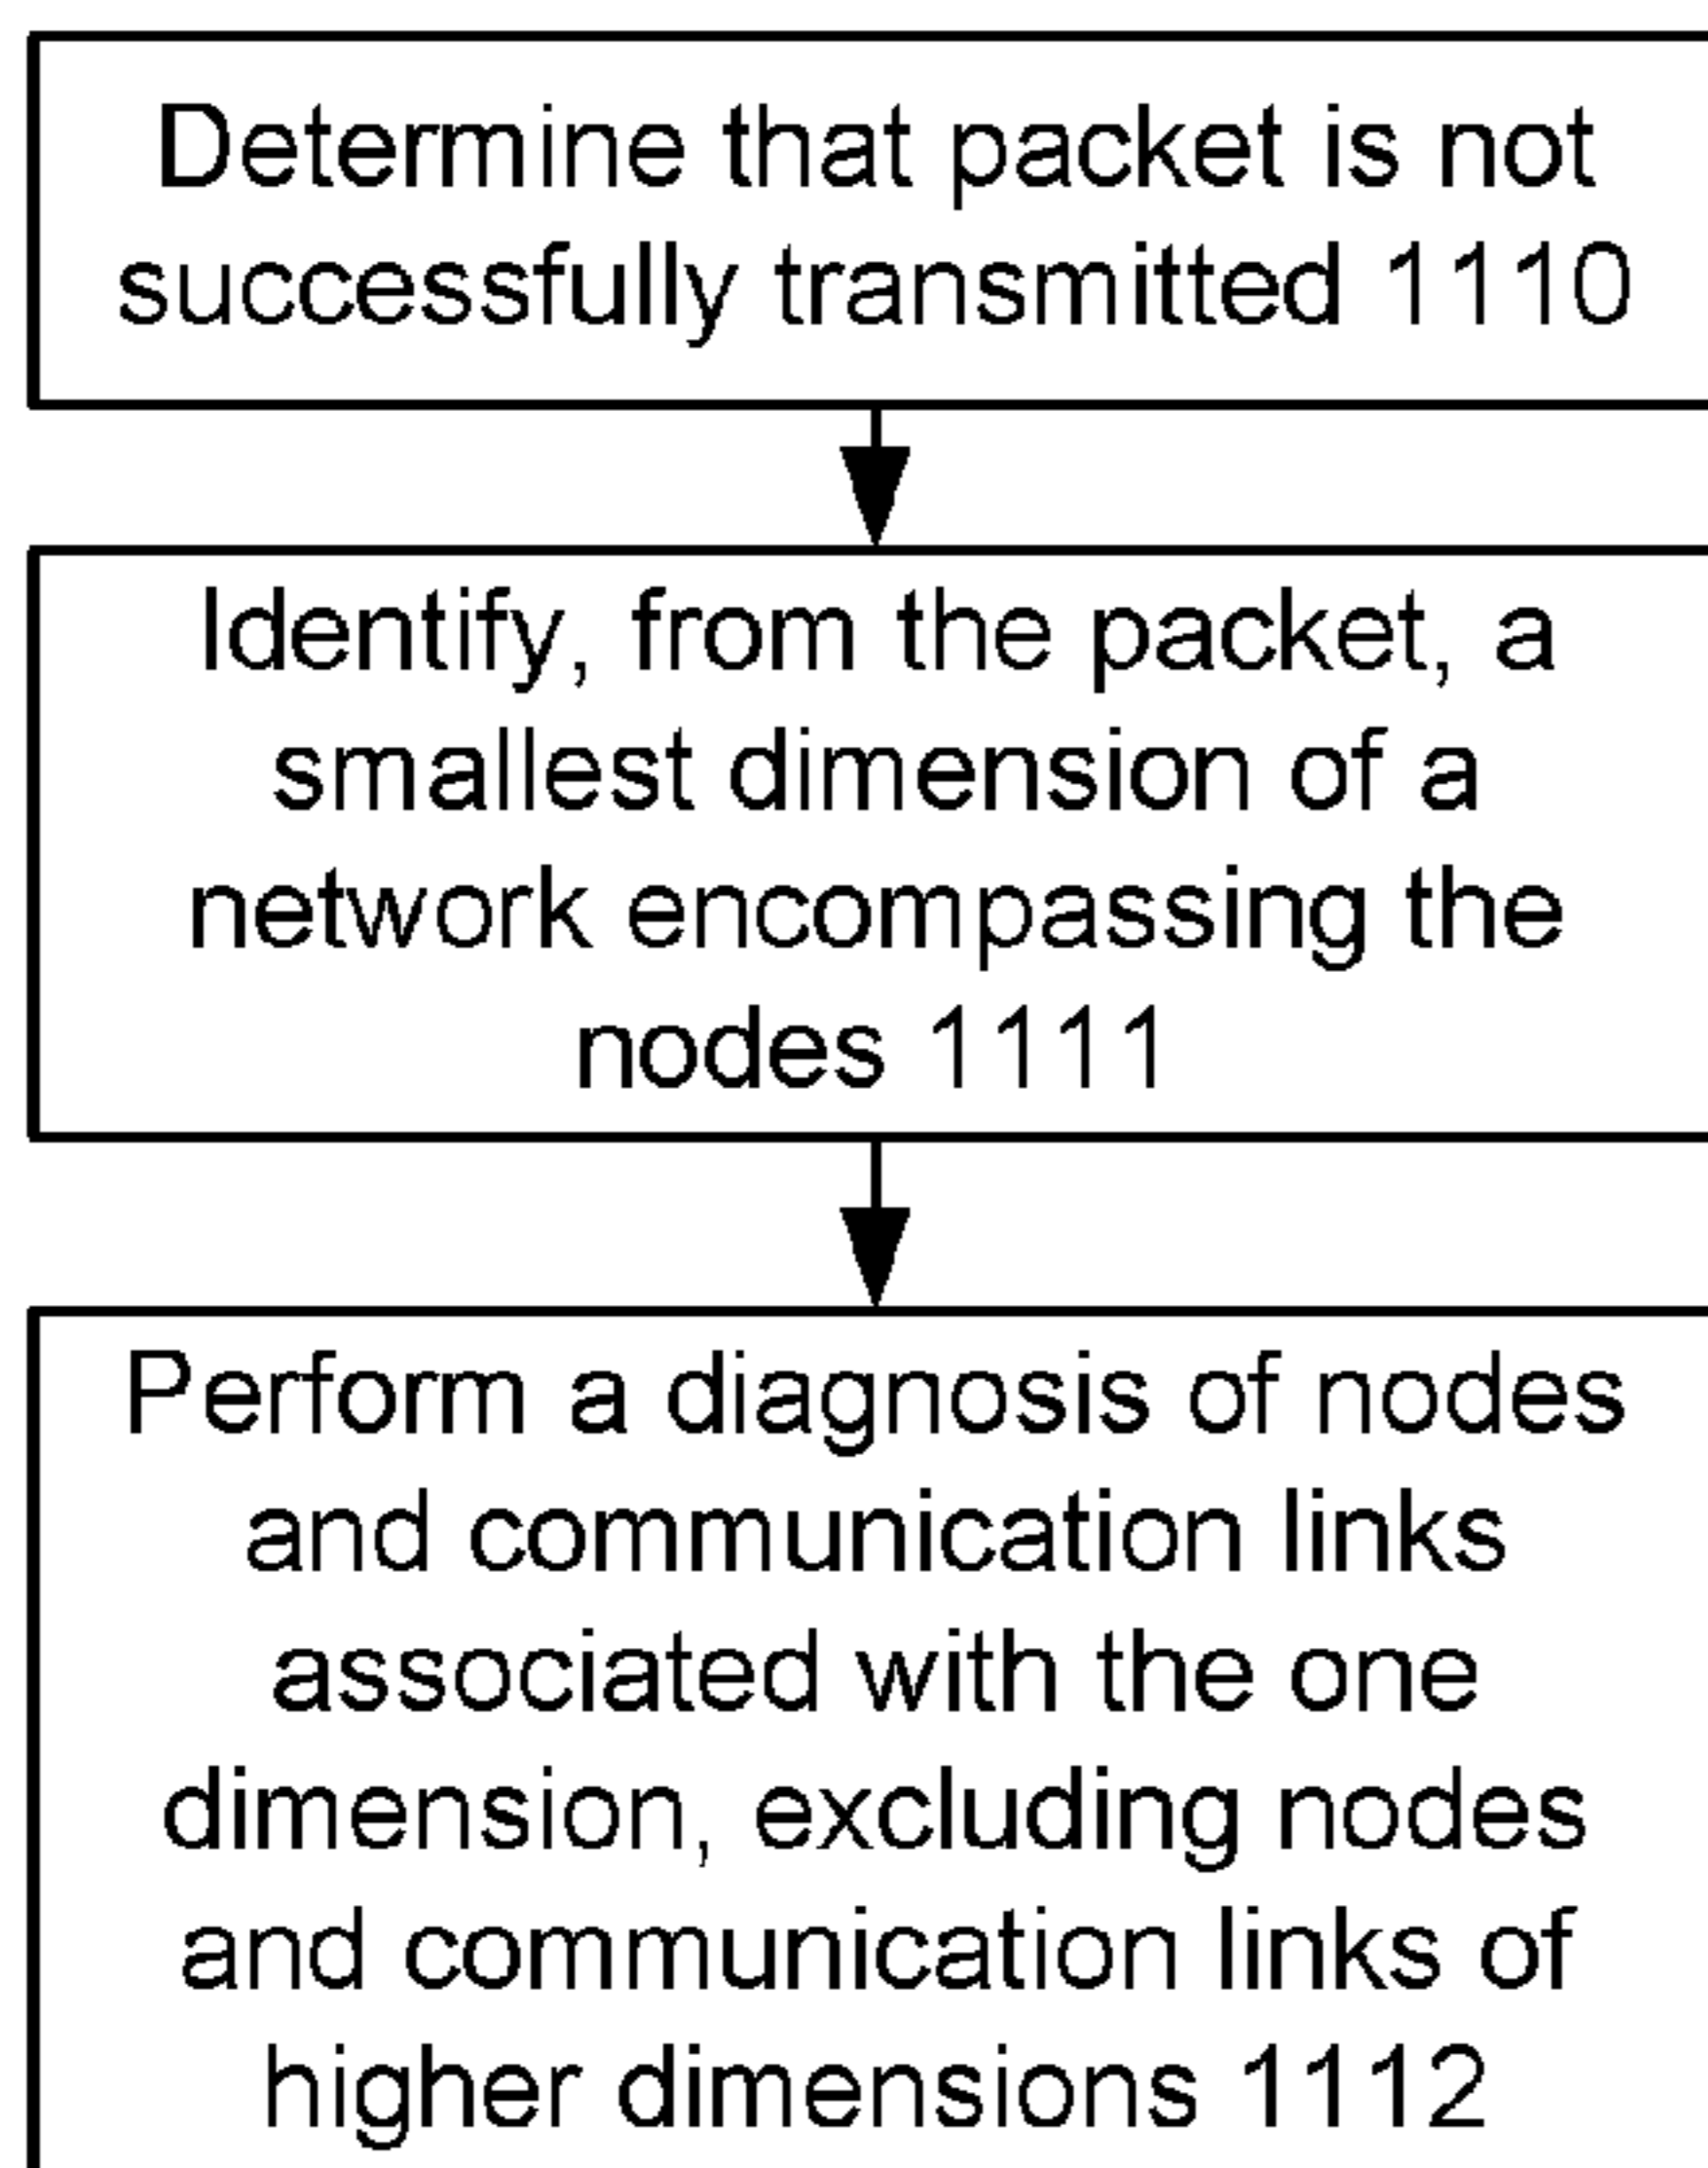 Determine that packet is not
successfully transmitted 1110
Identify, from the packet, a
smallest dimension of a
network encompassing the
nodes 1111
Perform a diagnosis of nodes
and communication links
associated with the one
dimension, excluding nodes
and communication links of
higher dimensions 1112